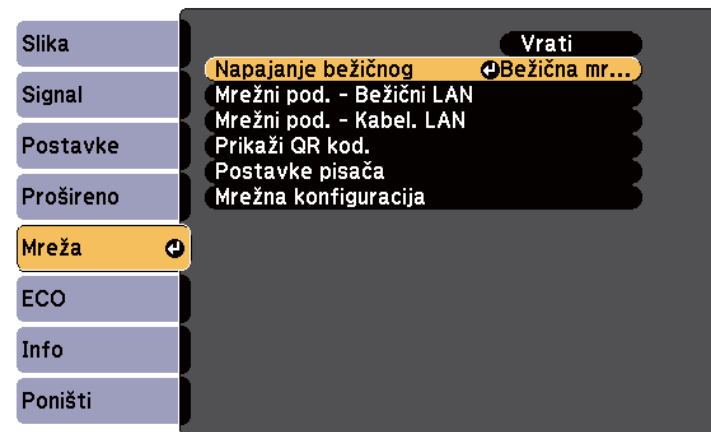 Slika
Signal
Postavke
Prošireno
Mreža
ECO
Info
Poništi
Vrati
Napajanje bežičnog Bežična mr...
Mrežni pod. - Bežični LAN
Mrežni pod. - Kabel. LAN
Prikaži QR kod.
Postavke pisača
Mrežna konfiguracija